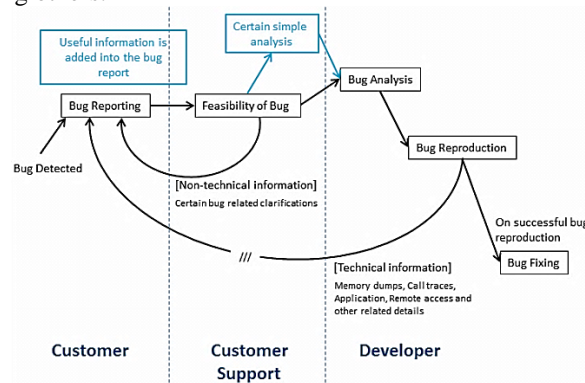 Certain simple
analysis
Useful information is
added into the bug
report
Bug Analysis
Bug Reporting
Feasibility of Bug
Bug Reproduction
Bug Detected
[Non-technical information]
Certain bug related clarifications
On successful bug
reproduction
///
[Technical information]
Bug Fixing
Memory dumps, Call traces,
Application, Remote access and
other related details
Customer
Customer
Support
Developer